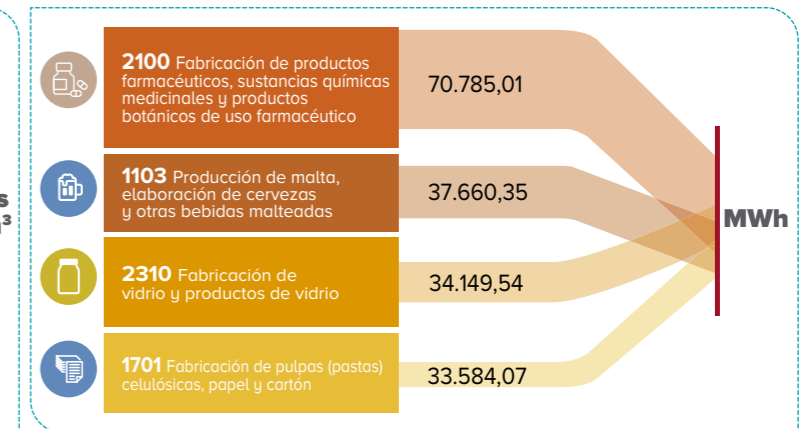 s
³
2100 Fabricación de productos
farmacéuticos, sustancias químicas
medicinales y productos
botánicos de uso farmacéutico
70.785,01
1103 Producción de malta,
elaboración de cervezas
y otras bebidas malteadas
37.660,35
MWh
2310 Fabricación de
vidrio y productos de vidrio
34.149,54
1701 Fabricación de pulpas (pastas)
celulósicas, papel y cartón
33.584,07